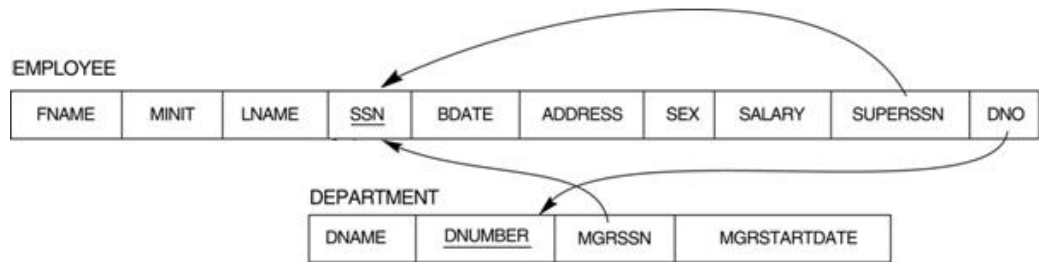 EMPLOYEE
FNAME MINIT LNAME SSN BDATE ADDRESS SEX SALARY SUPERSSN DNO
DEPARTMENT
DNAME DNUMBER MGRSSN MGRSTARTDATE